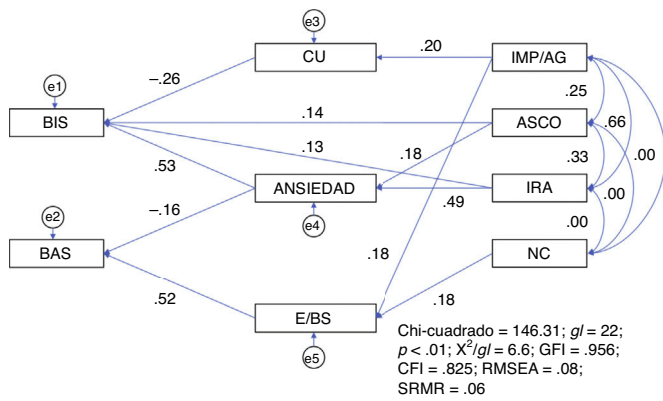 e3
CU
.20
IMP/AG
e1
–.26
.25
BIS
.14
ASCO
.66
.13
.18
.33
.00
.53
ANSIEDAD
.49
IRA
.00
e2
–.16
e4
.00
BAS
.18
NC
.52
.18
E/BS
e5
Chi-cuadrado = 146.31; gl = 22;
p < .01; X²/gl = 6.6; GFI = .956;
CFI = .825; RMSEA = .08;
SRMR = .06